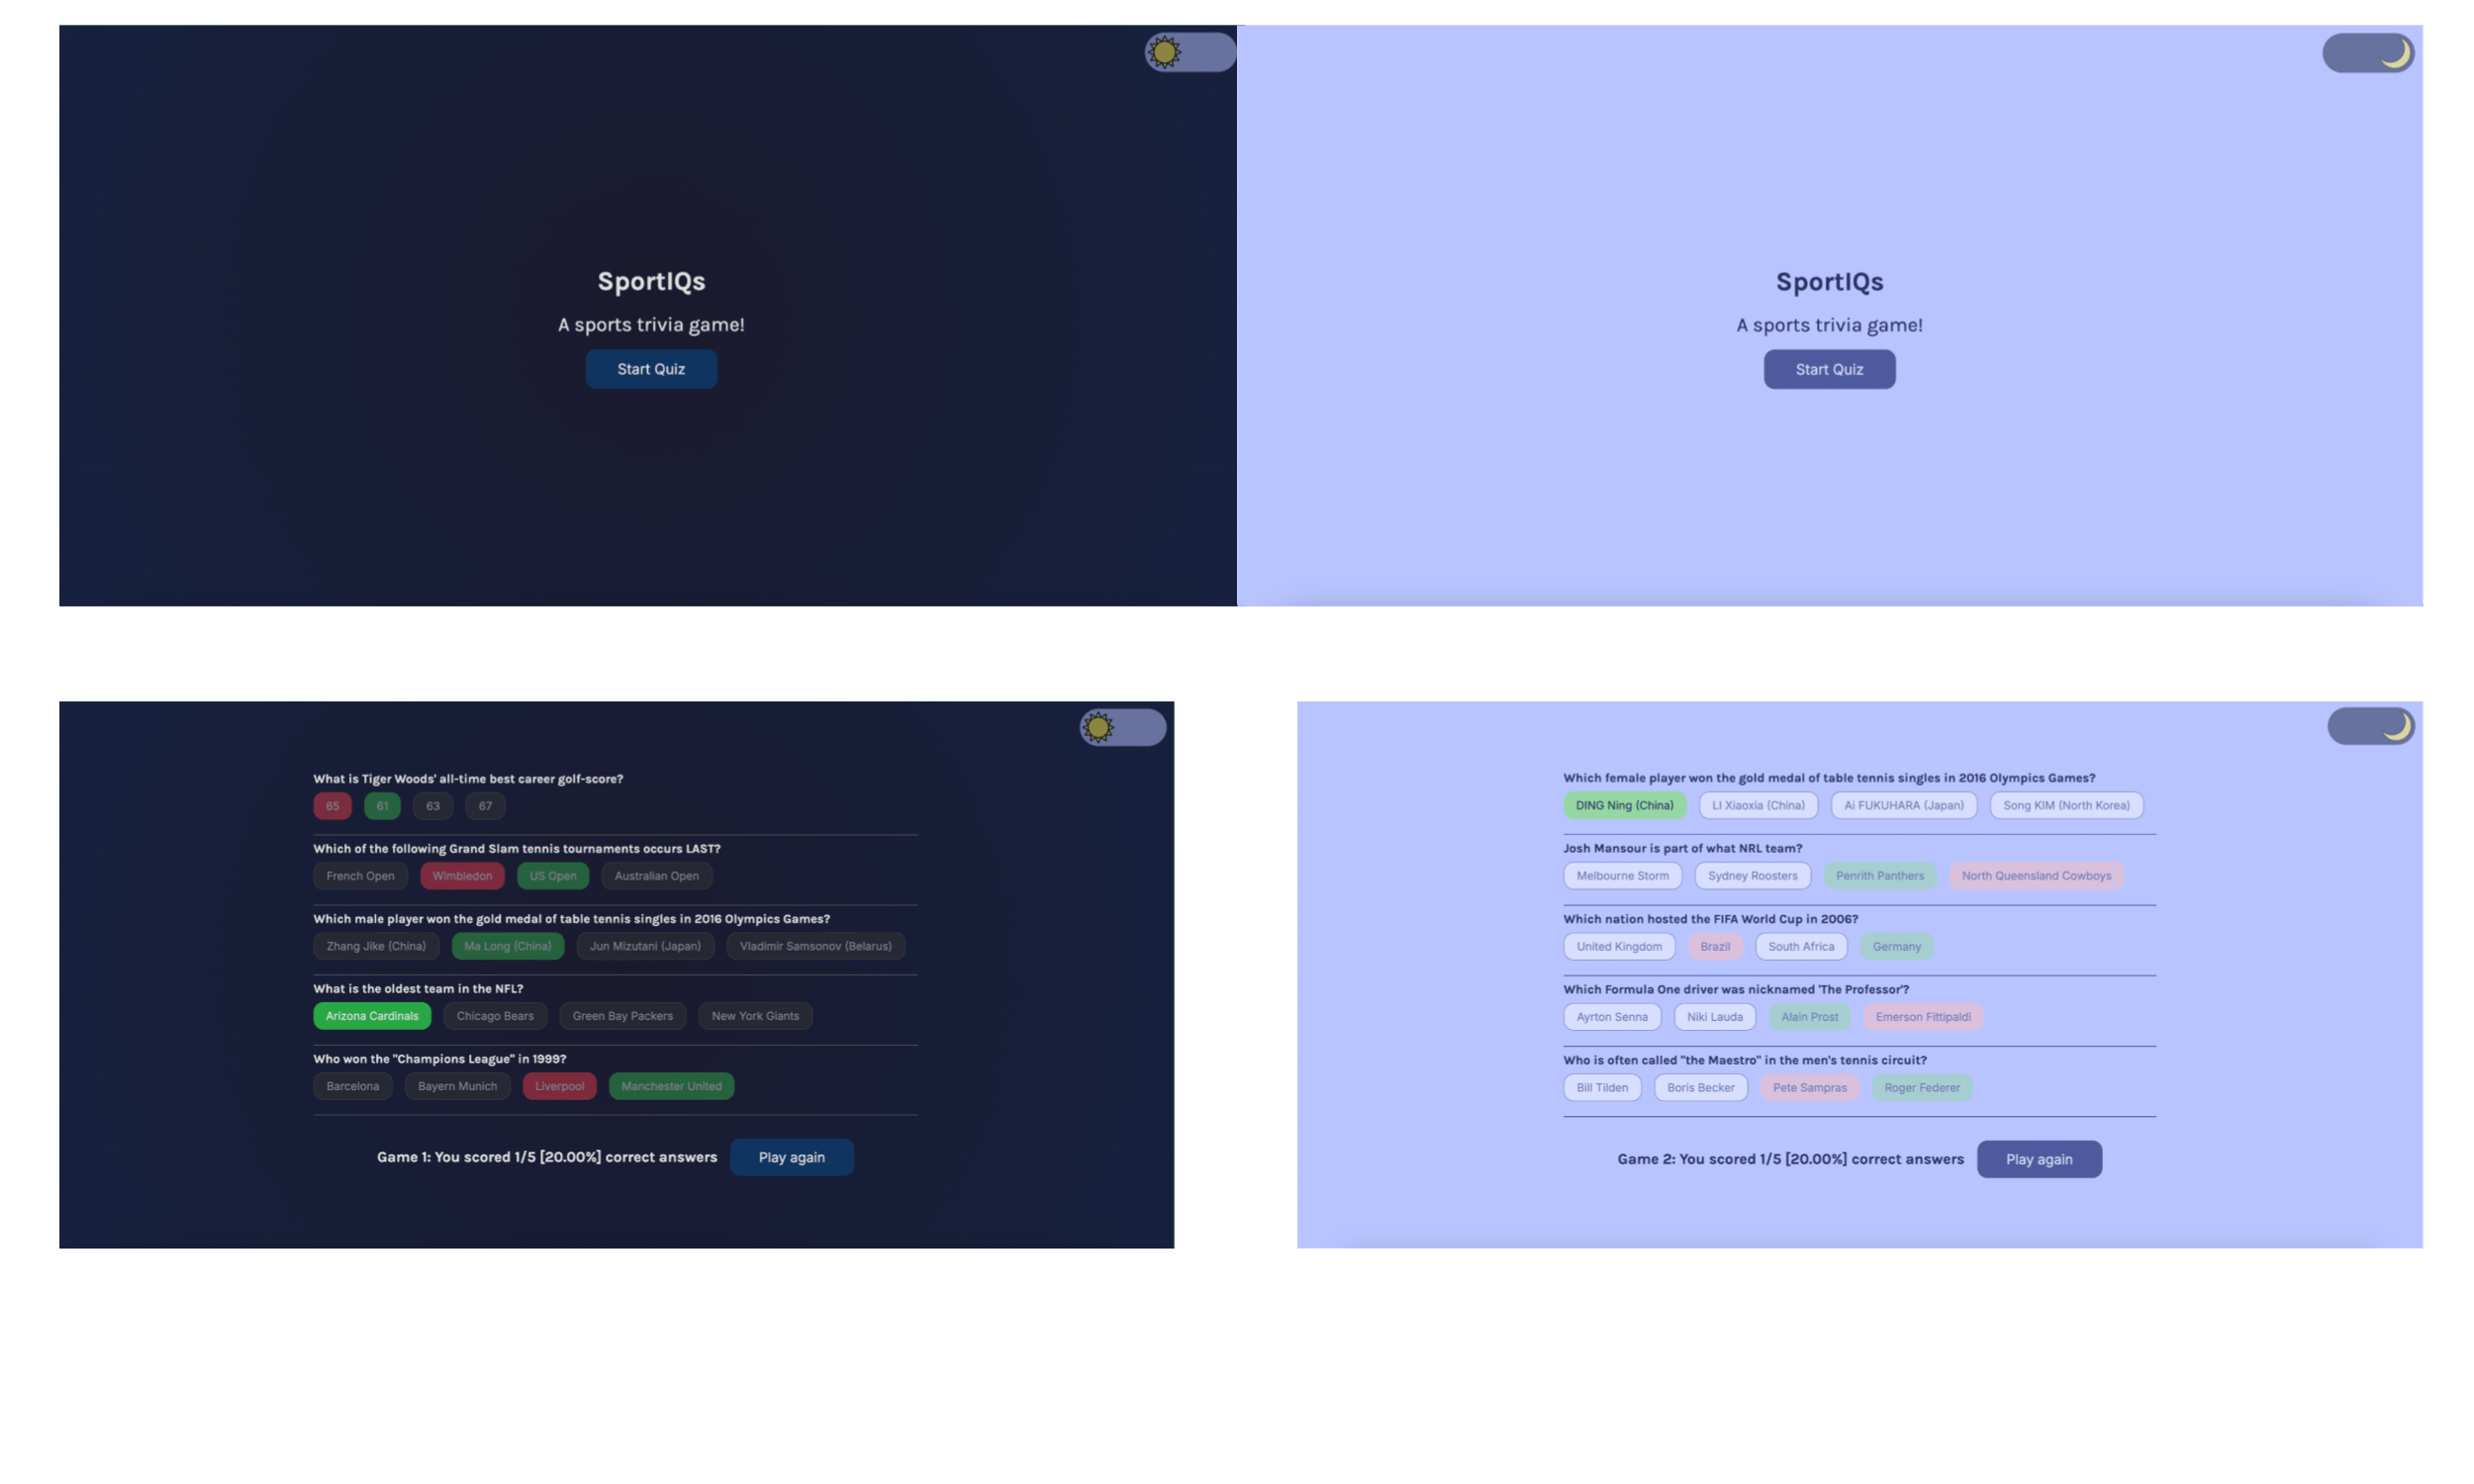 SportIQs
A sports trivia game!
Start Quiz
SportIQs
A sports trivia game!
Start Quiz
What is Tiger Woods' all-time best career golf-score?
65 61 63 67
Which of the following Grand Slam tennis tournaments occurs LAST?
French Open Wimbledon US Open Australian Open
Which male player won the gold medal of table tennis singles in 2016 Olympics Games?
Zhang Jike (China) Ma Long (China) Jun Mizutani (Japan) Vladimir Samsonov (Belarus)
What is the oldest team in the NFL?
Arizona Cardinals Chicago Bears Green Bay Packers New York Giants
Who won the "Champions League" in 1999?
Barcelona Bayern Munich Liverpool Manchester United
Game 1: You scored 1/5 [20.00%] correct answers Play again
Which female player won the gold medal of table tennis singles in 2016 Olympics Games?
DING Ning (China) LI Xiaoxia (China) Ai FUKUHARA (Japan) Song KIM (North Korea)
Josh Mansour is part of what NRL team?
Melbourne Storm Sydney Roosters Penrith Panthers North Queensland Cowboys
Which nation hosted the FIFA World Cup in 2006?
United Kingdom Brazil South Africa Germany
Which Formula One driver was nicknamed 'The Professor'?
Ayrton Senna Niki Lauda Alain Prost Emerson Fittipaldi
Who is often called "the Maestro" in the men's tennis circuit?
Bill Tilden Boris Becker Pete Sampras Roger Federer
Game 2: You scored 1/5 [20.00%] correct answers Play again